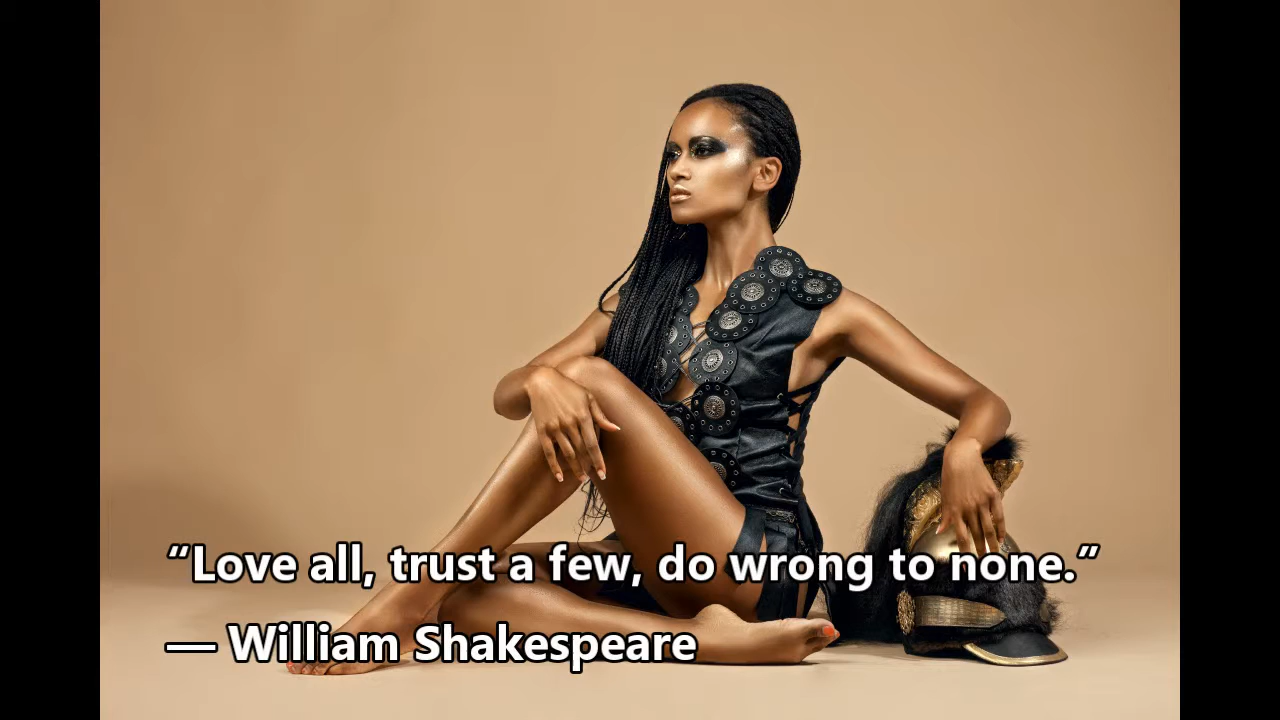 “Love all, trust a few, do wrong to none.”
— William Shakespeare